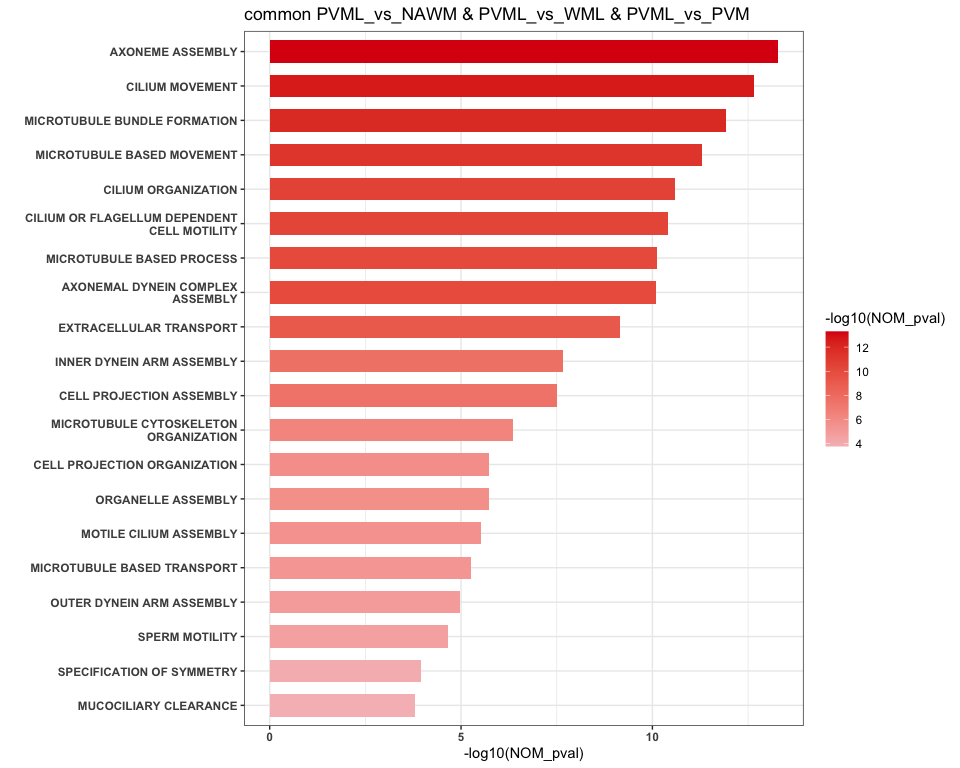 common PVML_vs_NAWM & PVML_vs_WML & PVML_vs_PVM
AXONEME ASSEMBLY
CILIUM MOVEMENT
MICROTUBULE BUNDLE FORMATION
MICROTUBULE BASED MOVEMENT
CILIUM ORGANIZATION
CILIUM OR FLAGELLUM DEPENDENT
CELL MOTILITY
MICROTUBULE BASED PROCESS
AXONEMAL DYNEIN COMPLEX
ASSEMBLY
EXTRACELLULAR TRANSPORT
INNER DYNEIN ARM ASSEMBLY
CELL PROJECTION ASSEMBLY
MICROTUBULE CYTOSKELETON
ORGANIZATION
CELL PROJECTION ORGANIZATION
ORGANELLE ASSEMBLY
MOTILE CILIUM ASSEMBLY
MICROTUBULE BASED TRANSPORT
OUTER DYNEIN ARM ASSEMBLY
SPERM MOTILITY
SPECIFICATION OF SYMMETRY
MUCOCILIARY CLEARANCE
0 5 10
-log10(NOM_pval)
-log10(NOM_pval)
12
10
8
6
4